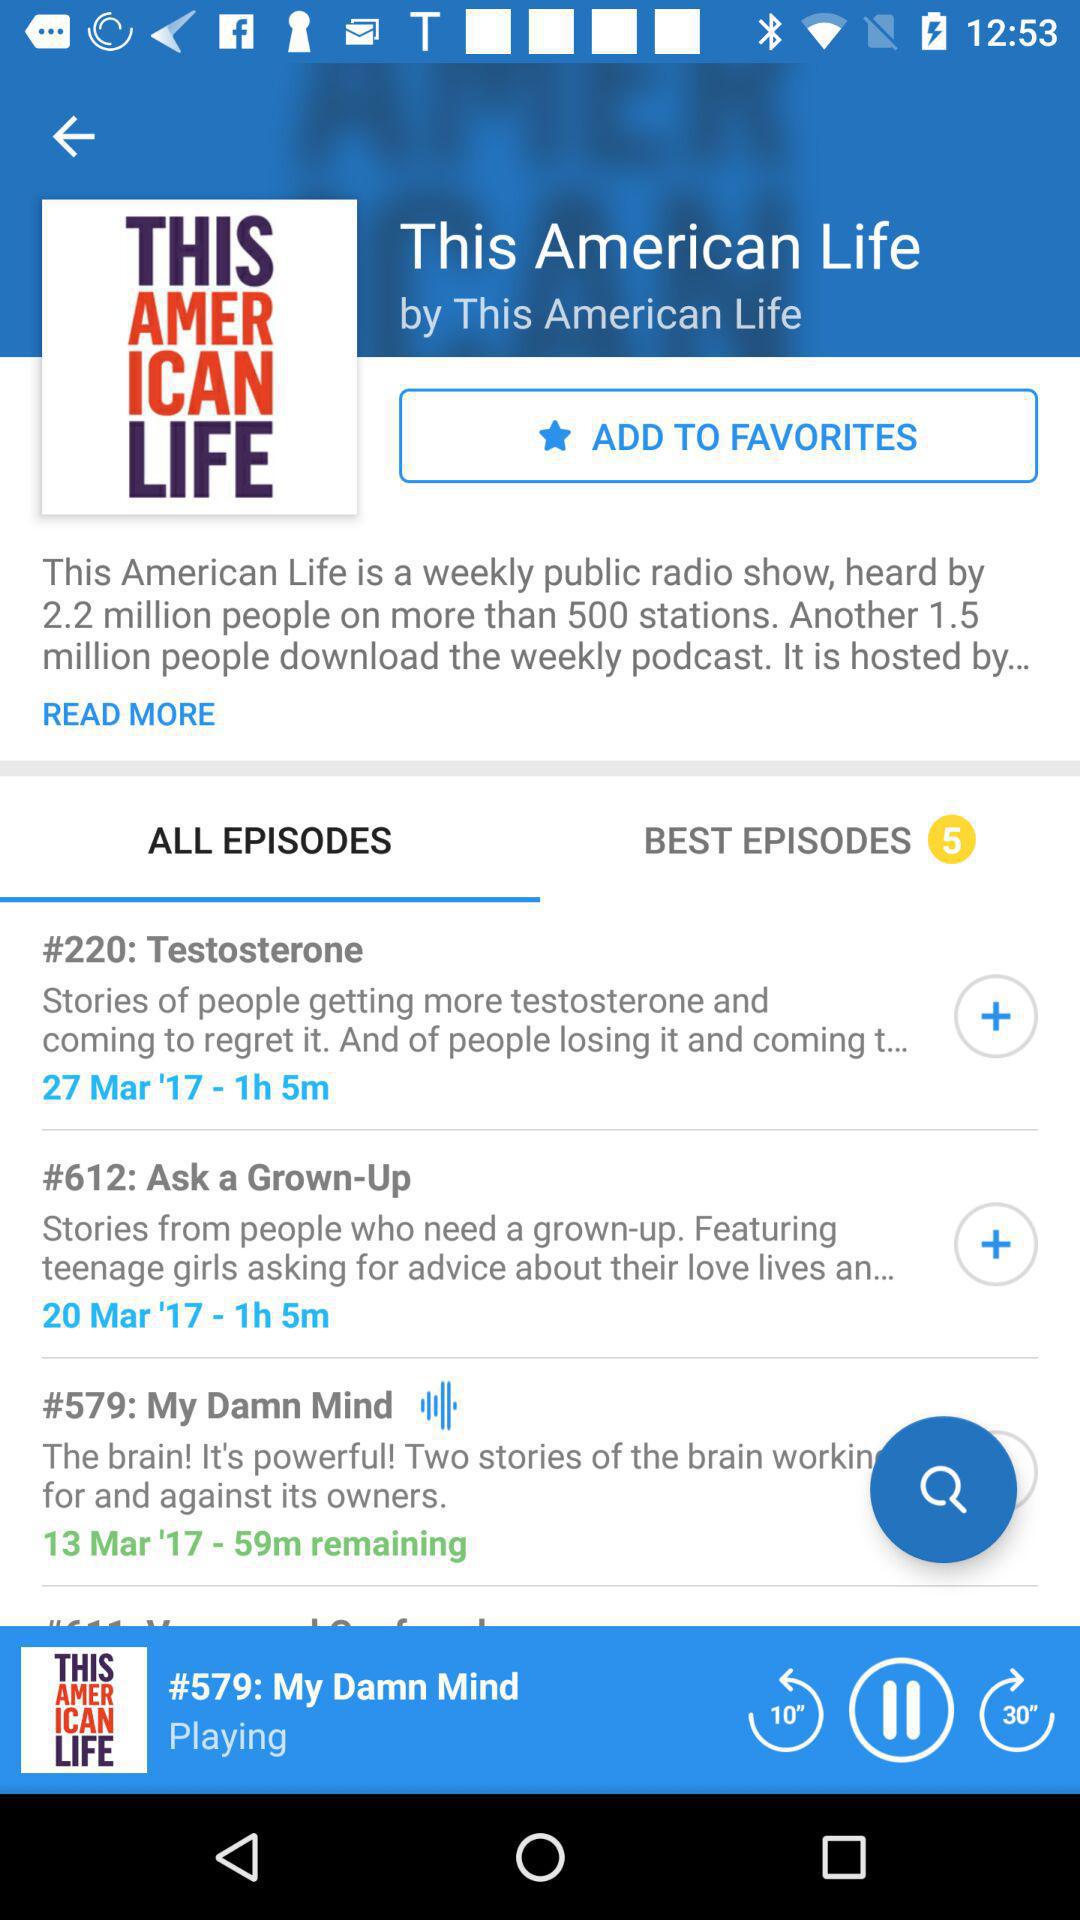 12:53
THIS
AMER
ICAN
LIFE
This American Life
by This American Life
ADD TO FAVORITES
This American Life is a weekly public radio show, heard by
2.2 million people on more than 500 stations. Another 1.5
million people download the weekly podcast. It is hosted by...
READ MORE
ALL EPISODES
BEST EPISODES 5
#220: Testosterone
Stories of people getting more testosterone and
coming to regret it. And of people losing it and coming t...
27 Mar '17 - 1h 5m
#612: Ask a Grown-Up
Stories from people who need a grown-up. Featuring
teenage girls asking for advice about their love lives an...
20 Mar '17 - 1h 5m
#579: My Damn Mind
The brain! It's powerful! Two stories of the brain working
for and against its owners.
13 Mar '17 - 59m remaining
THIS
AMER
ICAN
LIFE
#579: My Damn Mind
Playing
10”
30”